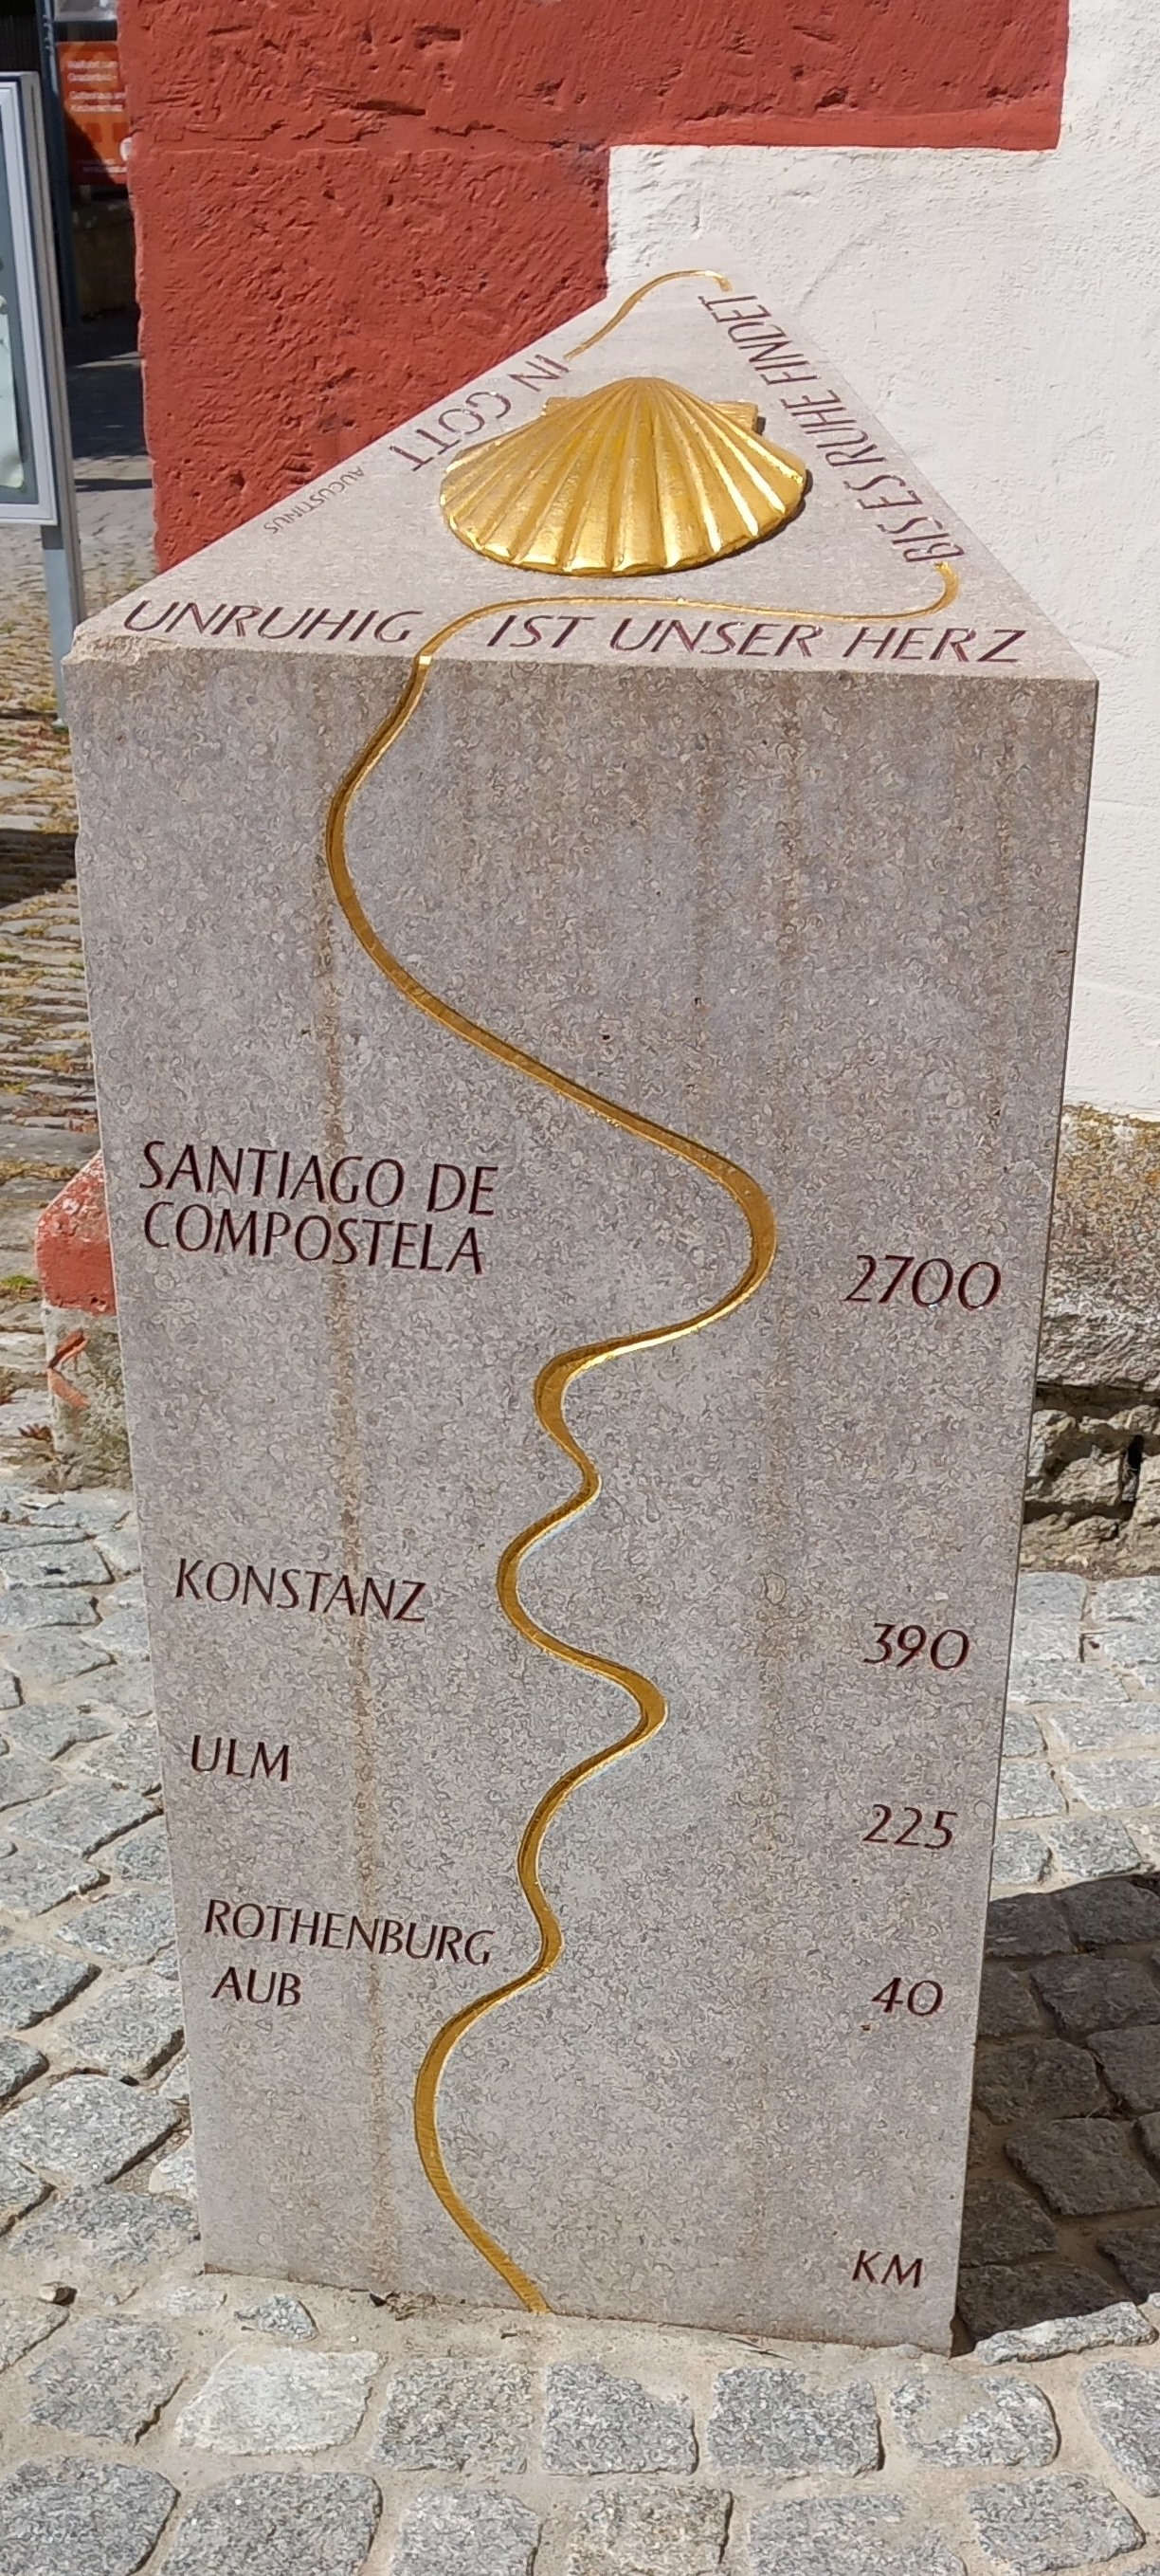 UNRUHIG IST UNSER HERZ
BIS ES RUHE FINDET
IN GOTT
AUGUSTINUS
SANTIAGO DE
COMPOSTELA
2700
KONSTANZ
390
ULM
225
ROTHENBURG
AUB
40
KM